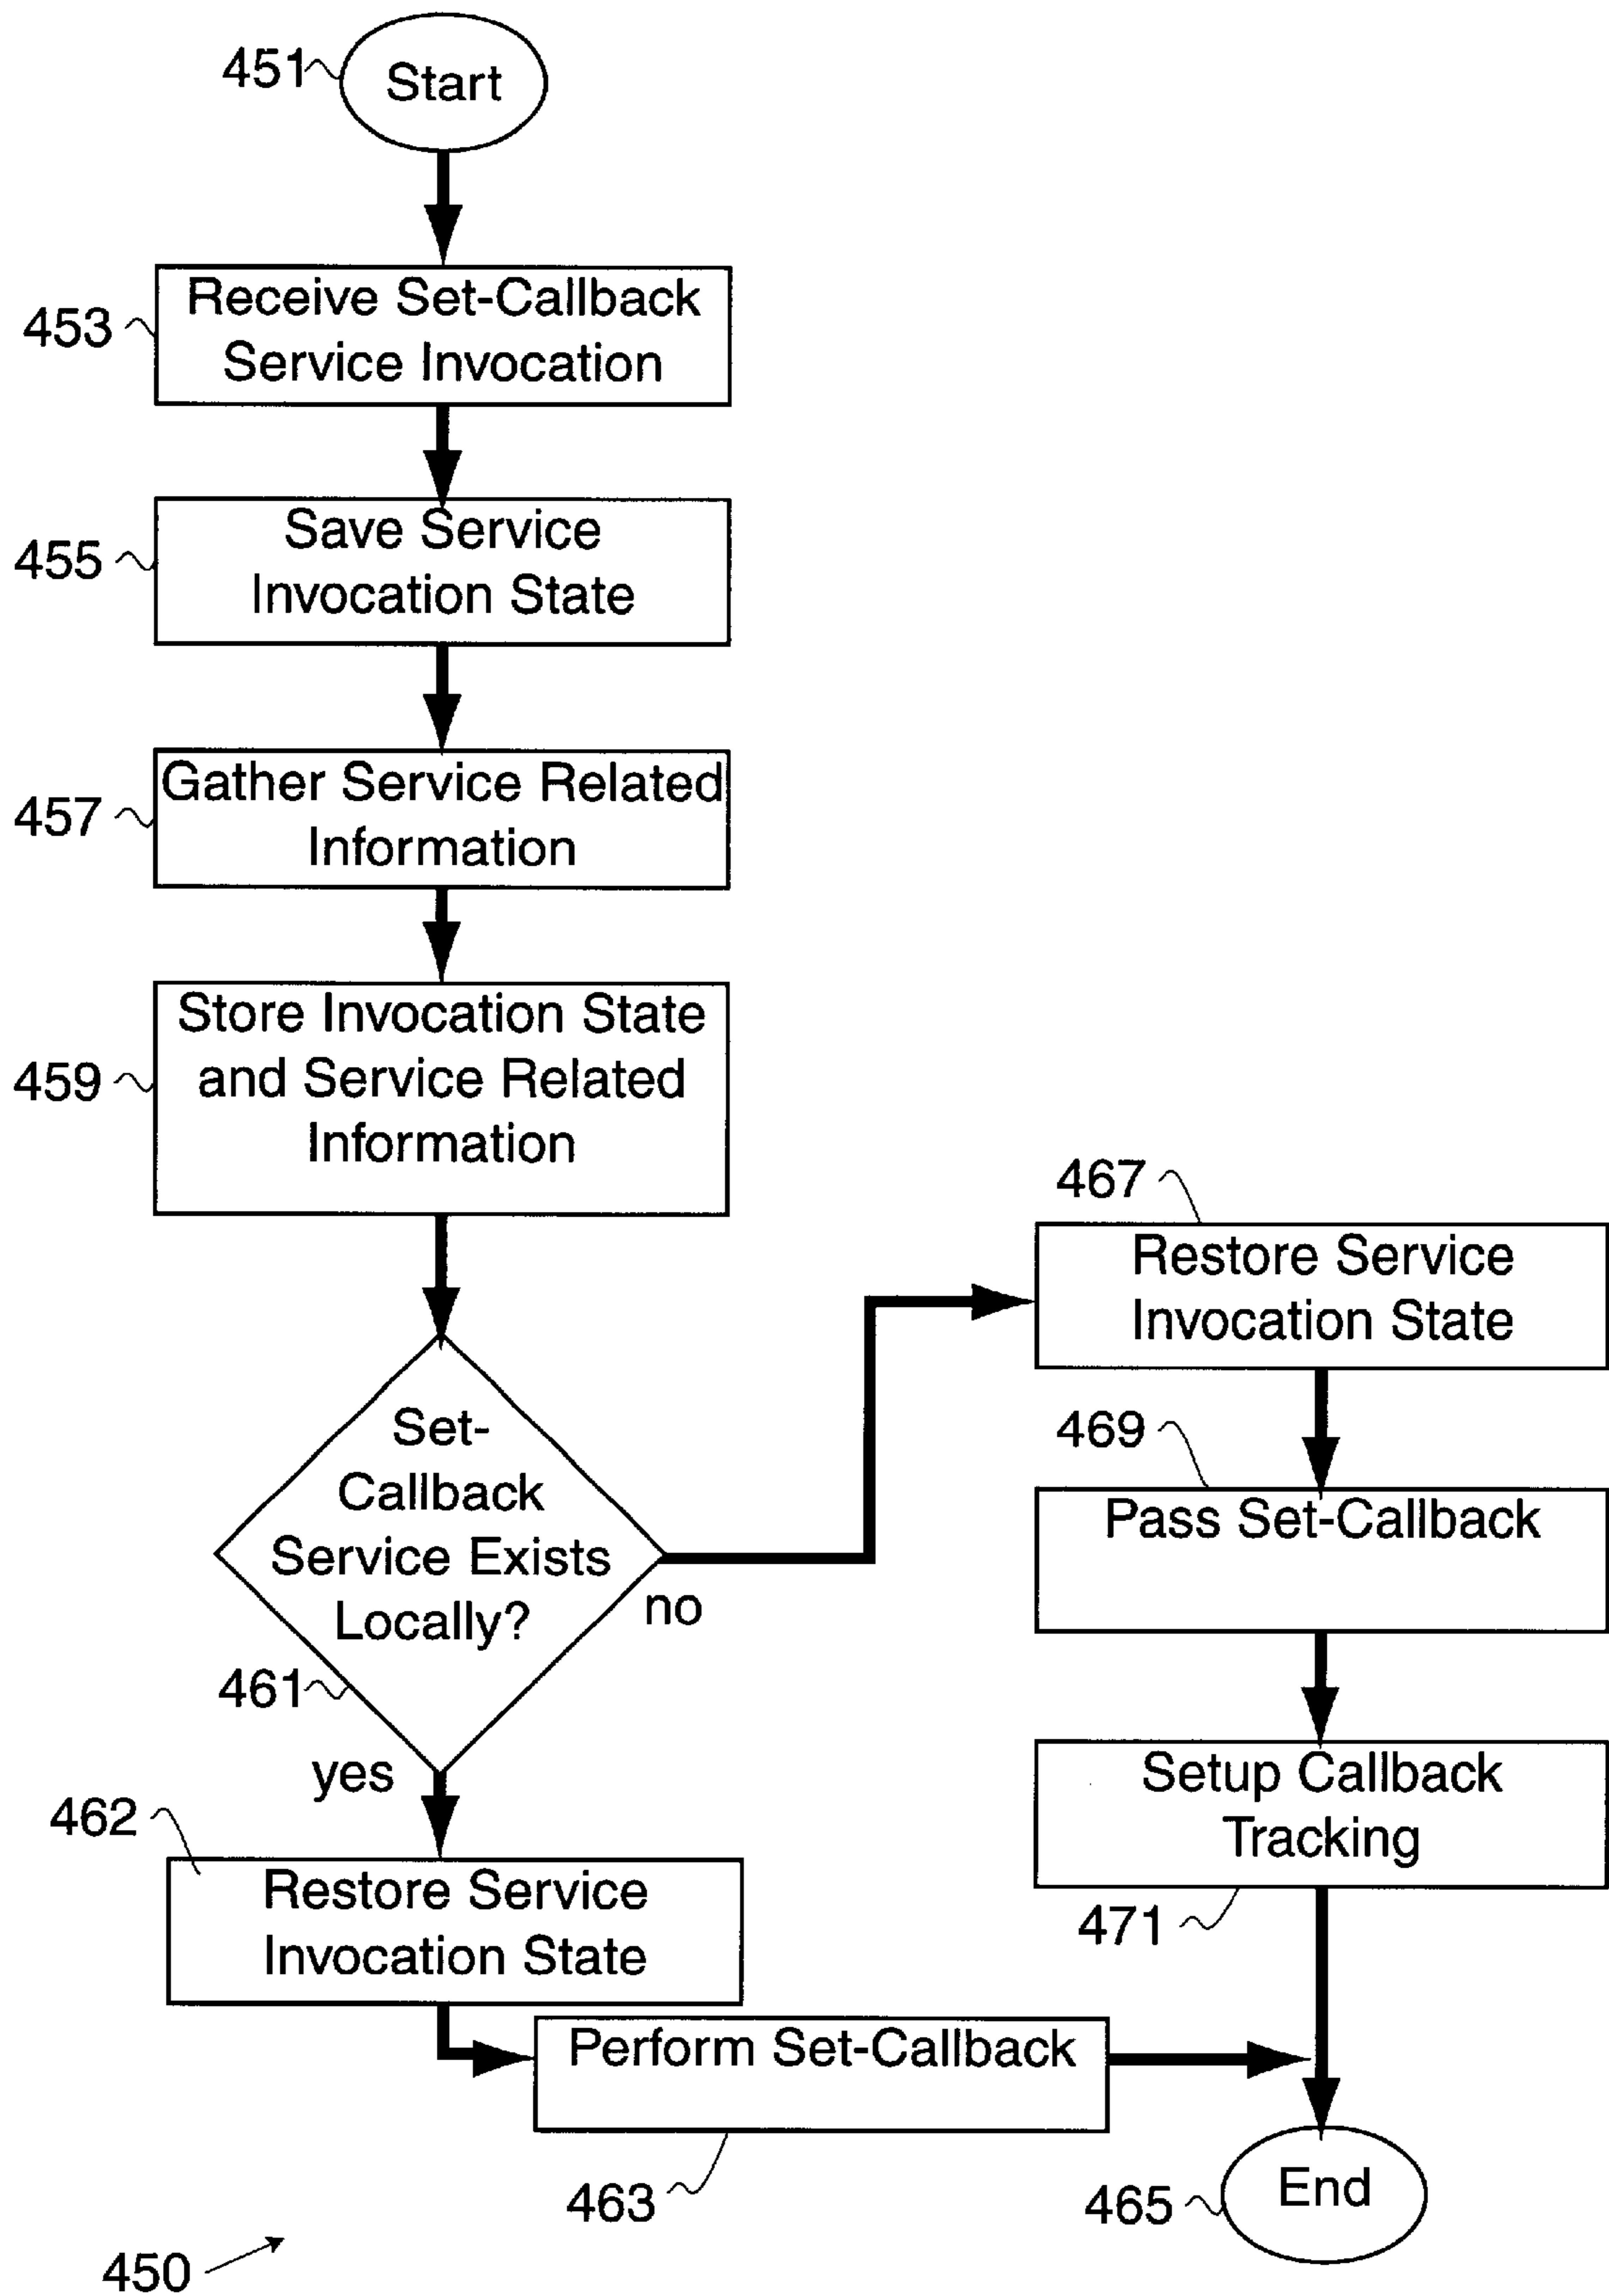 451
Start
453
Receive Set-Callback
Service Invocation
455
Save Service
Invocation State
457
Gather Service Related
Information
459
Store Invocation State
and Service Related
Information
461
Set-
Callback
Service Exists
Locally?
no
yes
467
Restore Service
Invocation State
469
Pass Set-Callback
Setup Callback
Tracking
471
462
Restore Service
Invocation State
Perform Set-Callback
463
465
End
450